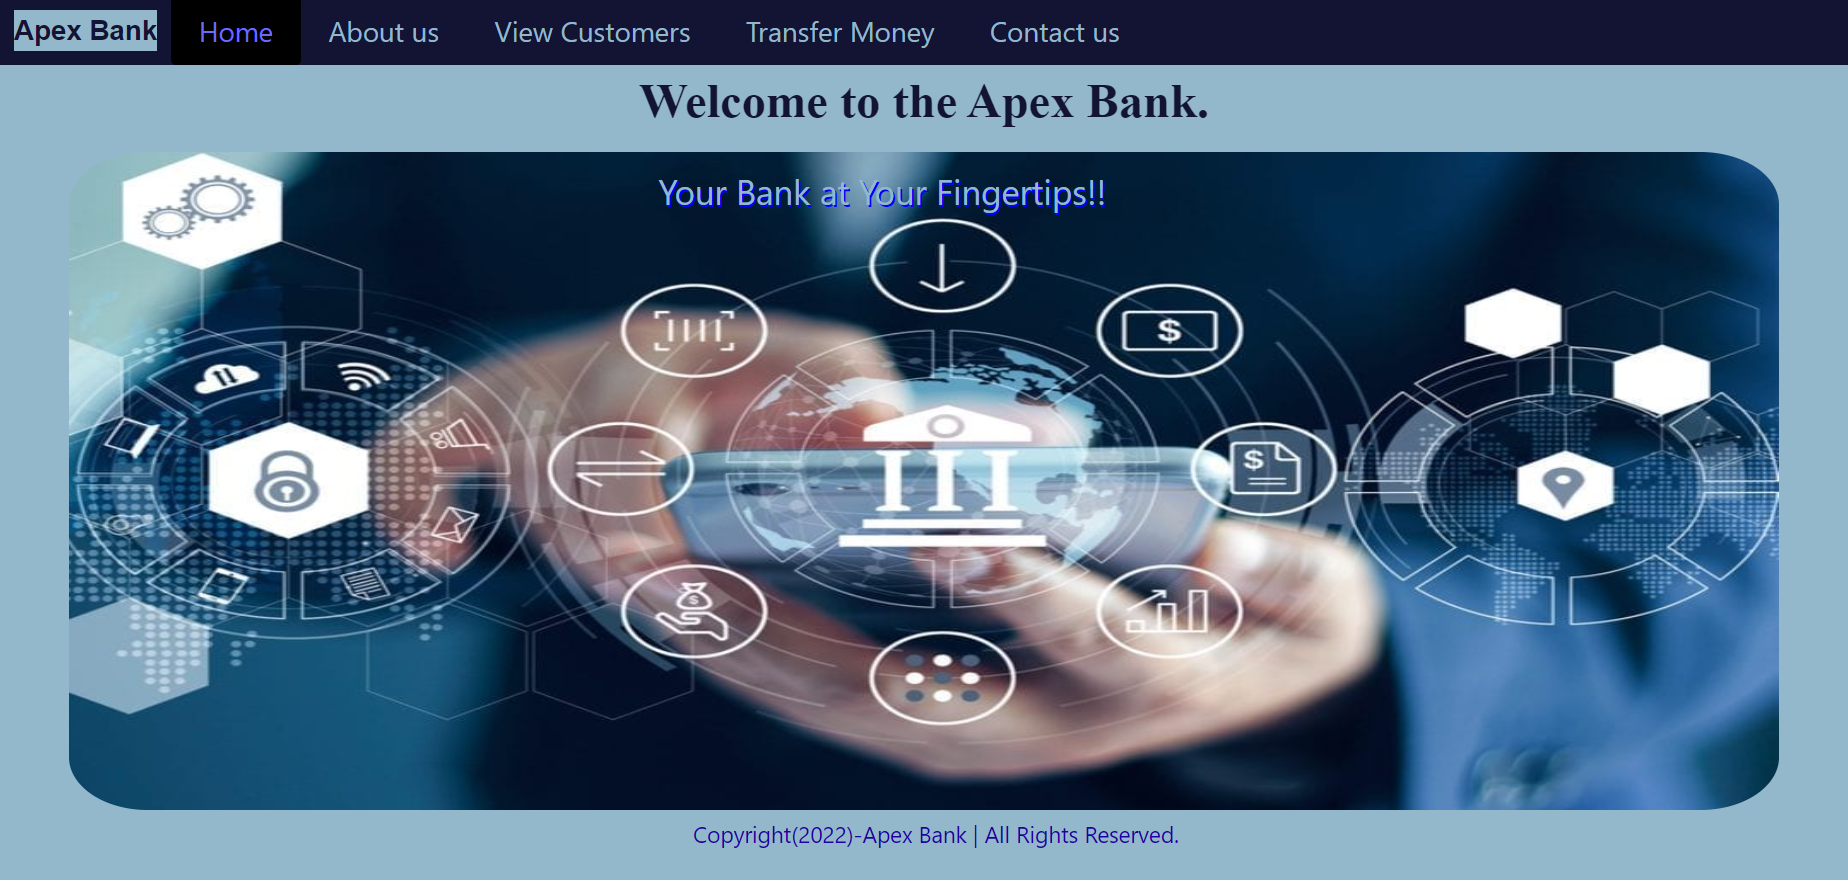 Apex Bank Home About us View Customers Transfer Money Contact us
Welcome to the Apex Bank.
Your Bank at Your Fingertips!!
$
$
$
Copyright(2022)-Apex Bank | All Rights Reserved.